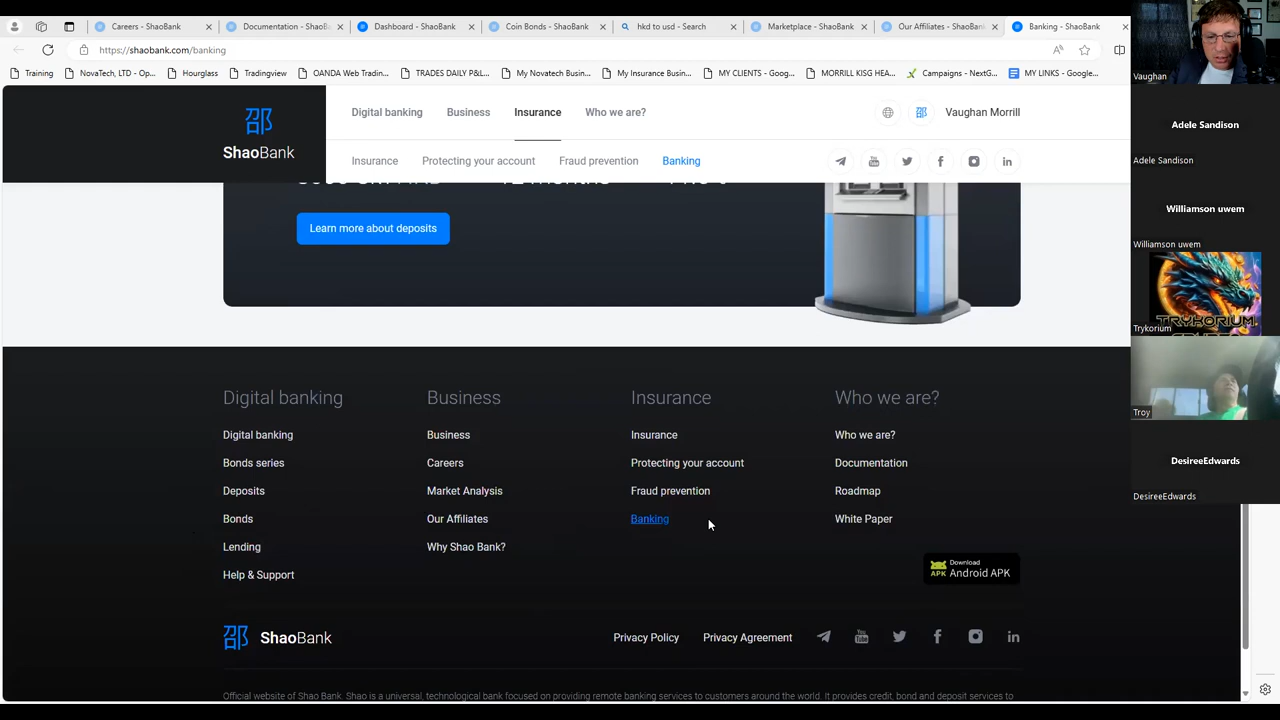 Careers - ShaoBank
Documentation - ShaoB
Dashboard - ShaoBank
Coin Bonds - ShaoBank
hkd to usd - Search
Marketplace - ShaoBank
Our Affiliates - ShaoBank
Banking - ShaoBank
https://shaobank.com/banking
Training
NovaTech, LTD - Op...
Hourglass
Tradingview
OANDA Web Tradin...
TRADES DAILY P&L...
My Novatech Busin...
My Insurance Busin...
MY CLIENTS - Goog...
MORRILL KISG HEA...
Campaigns - NextG...
MY LINKS - Google...
邵
ShaoBank
Digital banking
Business
Insurance
Who we are?
邵
Vaughan Morrill
Insurance
Protecting your account
Fraud prevention
Banking
Learn more about deposits
Digital banking
Digital banking
Bonds series
Deposits
Bonds
Lending
Help & Support
Business
Business
Careers
Market Analysis
Our Affiliates
Why Shao Bank?
Insurance
Insurance
Protecting your account
Fraud prevention
Banking
Who we are?
Who we are?
Documentation
Roadmap
White Paper
Download
APK Android APK
邵 ShaoBank
Privacy Policy
Privacy Agreement
Official website of Shao Bank. Shao is a universal, technological bank focused on providing remote banking services to customers around the world. It provides credit, bond and deposit services to
Vaughan
Adele Sandison
Adele Sandison
Williamson uwem
Williamson uwem
TRYKORIUM
Trykorium
Troy
DesireeEdwards
DesireeEdwards